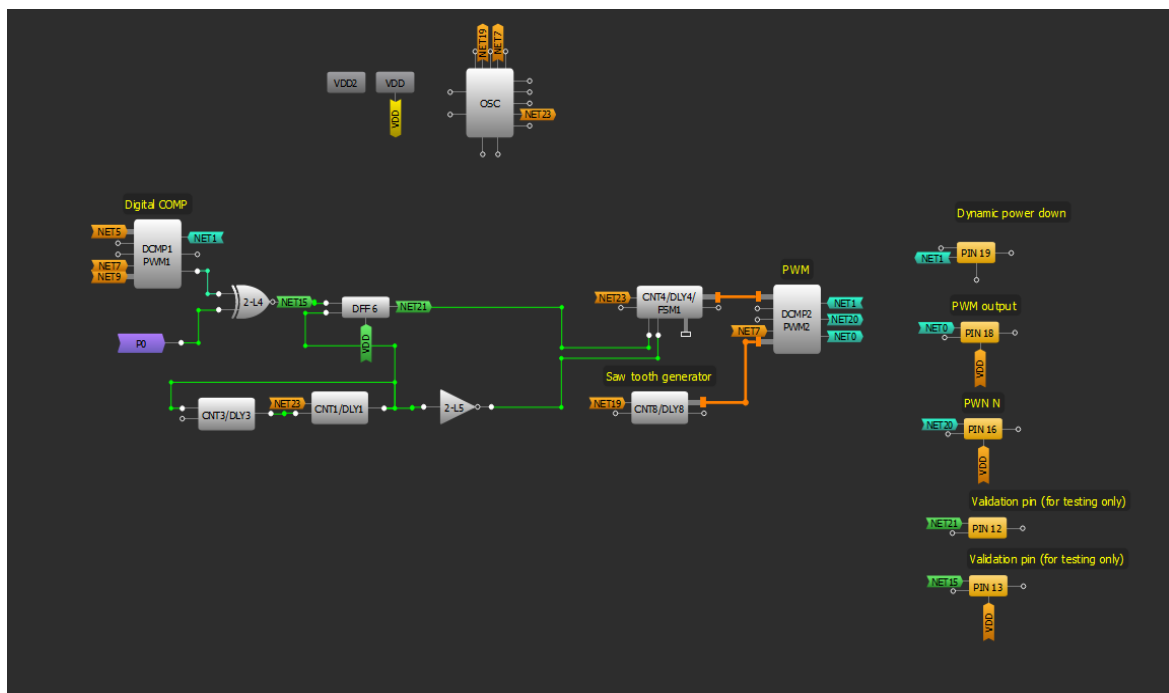 NET19
NET7
VDD2
VDD
VDD
OSC
NET23
Digital COMP
NET5
NET7
NET9
DCMP1
PWM1
NET1
2-L4
NET15
DFF 6
VDD
NET21
P0
CNT3/DLY3
NET23
CNT1/DLY1
2-L5
NET23
CNT4/DLY4/
FSM1
Saw tooth generator
NET19
CNT8/DLY8
PWM
NET7
DCMP2
PWM2
NET1
NET20
NET0
Dynamic power down
NET1
PIN 19
PWM output
NET0
PIN 18
VDD
PWN N
NET20
PIN 16
VDD
Validation pin (for testing only)
NET21
PIN 12
Validation pin (for testing only)
NET15
PIN 13
VDD